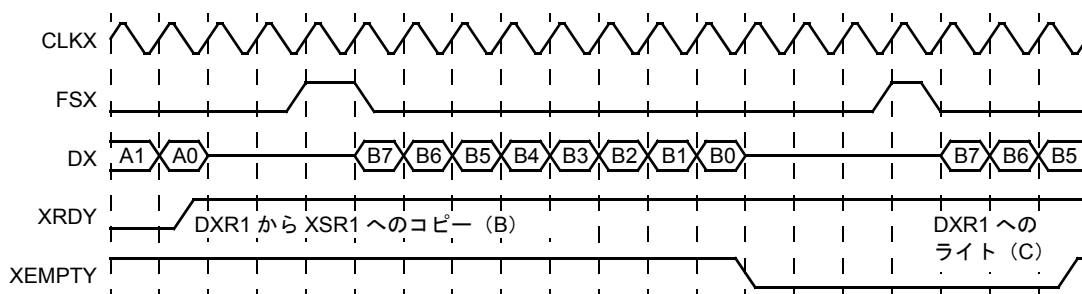 CLKX
FSX
DX A1 A0 B7 B6 B5 B4 B3 B2 B1 B0 B7 B6 B5
XRDY
DXR1 から XSR1 へのコピー（B）
DXR1 への
ライト（C）
XEMPTY